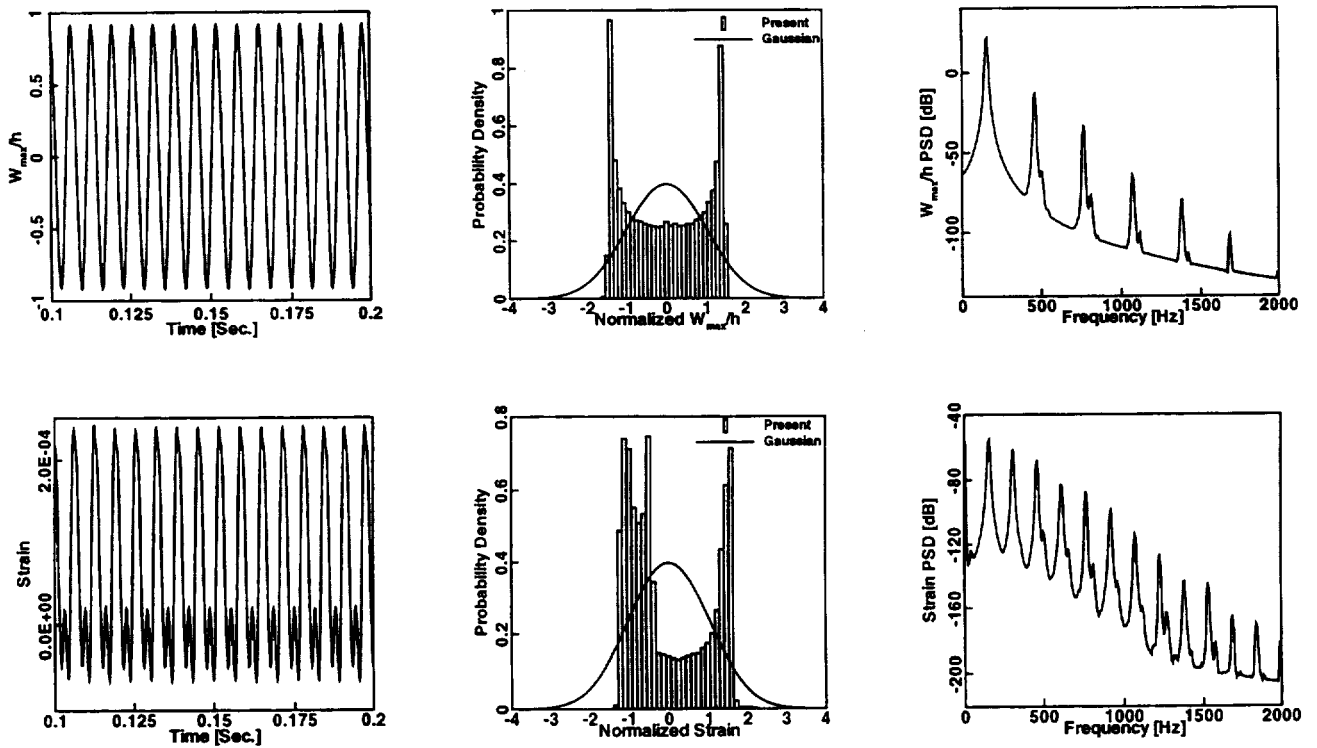 1
0.5
0
-0.5
-1
W_max/h
0.1 0.125 0.15 0.175 0.2
Time [Sec.]
Present
Gaussian
1
0.8
0.6
0.4
0.2
0
Probability Density
-4 -3 -2 -1 0 1 2 3 4
Normalized W_max/h
0
-50
-100
W_max/h PSD [dB]
0 500 1000 1500 2000
Frequency [Hz]
2.0E-04
0.0E+00
Strain
0.1 0.125 0.15 0.175 0.2
Time [Sec.]
Present
Gaussian
0.8
0.6
0.4
0.2
0
Probability Density
-4 -3 -2 -1 0 1 2 3 4
Normalized Strain
-40
-80
-120
-160
-200
Strain PSD [dB]
0 500 1000 1500 2000
Frequency [Hz]